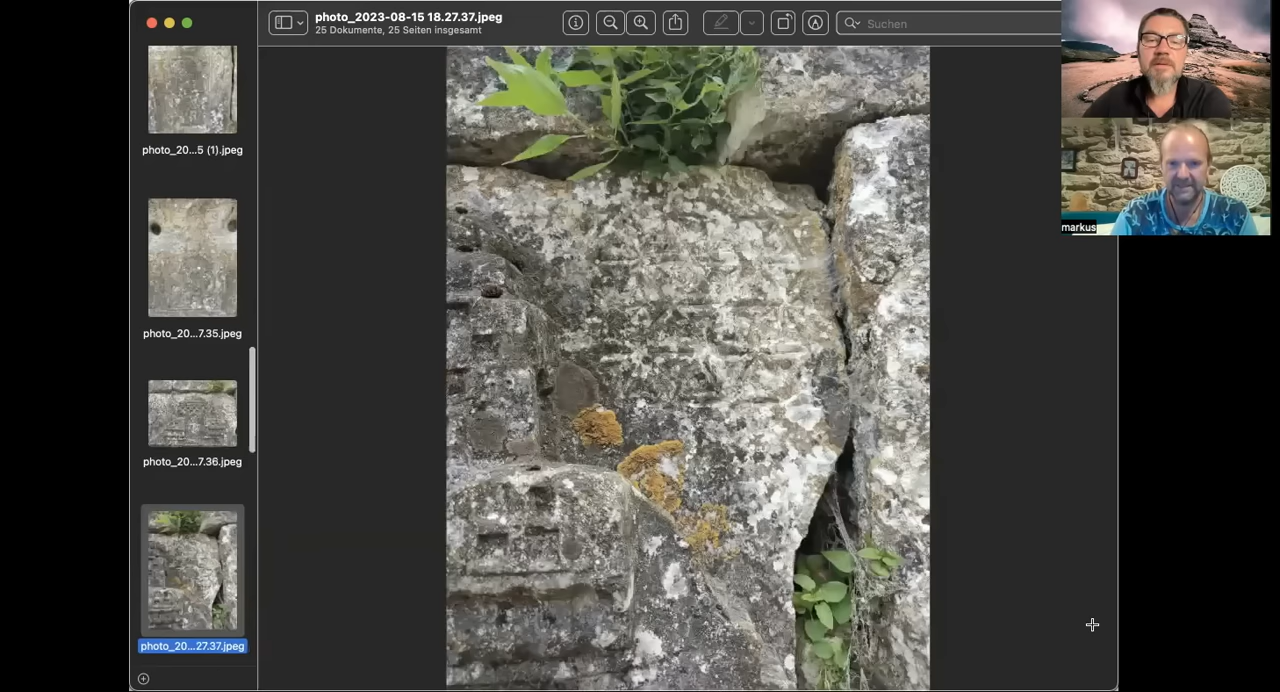 photo_2023-08-15 18.27.37.jpeg
25 Dokumente, 25 Seiten insgesamt
Suchen
photo_20...5 (1).jpeg
photo_20...7.35.jpeg
photo_20...7.36.jpeg
photo_20...27.37.jpeg
markus